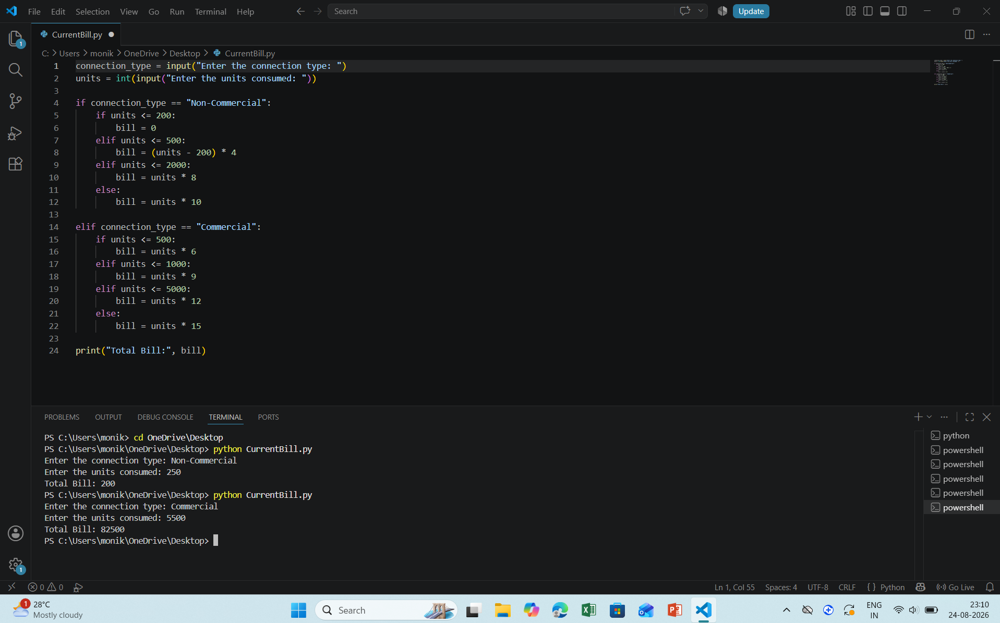 File Edit Selection View Go Run Terminal Help
Search
Update
1
CurrentBill.py
C: > Users > monik > OneDrive > Desktop > CurrentBill.py
1 connection_type = input("Enter the connection type: ")
2 units = int(input("Enter the units consumed: "))
3
4 if connection_type == "Non-Commercial":
5 if units <= 200:
6 bill = 0
7 elif units <= 500:
8 bill = (units - 200) * 4
9 elif units <= 2000:
10 bill = units * 8
11 else:
12 bill = units * 10
13
14 elif connection_type == "Commercial":
15 if units <= 500:
16 bill = units * 6
17 elif units <= 1000:
18 bill = units * 9
19 elif units <= 5000:
20 bill = units * 12
21 else:
22 bill = units * 15
23
24 print("Total Bill:", bill)
PROBLEMS OUTPUT DEBUG CONSOLE TERMINAL PORTS
PS C:\Users\monik> cd OneDrive\Desktop
PS C:\Users\monik\OneDrive\Desktop> python CurrentBill.py
Enter the connection type: Non-Commercial
Enter the units consumed: 250
Total Bill: 200
PS C:\Users\monik\OneDrive\Desktop> python CurrentBill.py
Enter the connection type: Commercial
Enter the units consumed: 5500
Total Bill: 82500
PS C:\Users\monik\OneDrive\Desktop>
python
powershell
powershell
powershell
powershell
powershell
1
0 0
Ln 1, Col 55 Spaces: 4 UTF-8 CRLF { } Python Go Live
1
28°C
Mostly cloudy
Search
ENG
IN
23:10
24-08-2026